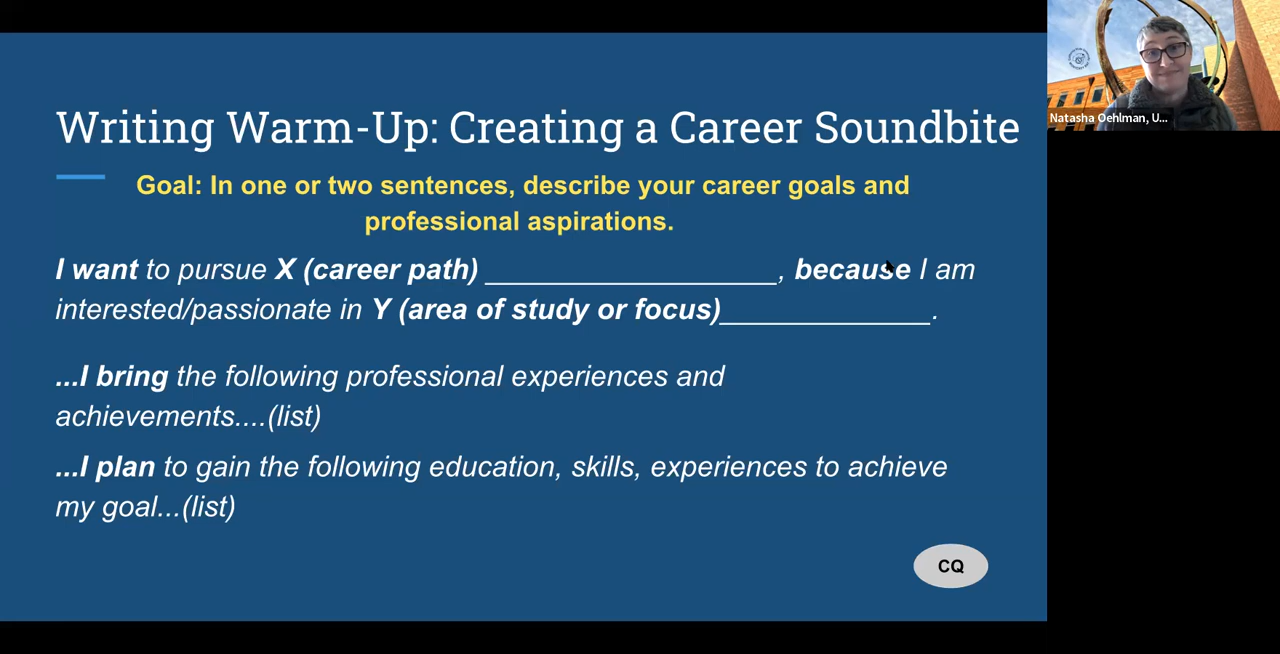 Writing Warm-Up: Creating a Career Soundbite
Goal: In one or two sentences, describe your career goals and
professional aspirations.
I want to pursue X (career path) ___________________, because I am
interested/passionate in Y (area of study or focus)______________.
...I bring the following professional experiences and
achievements....(list)
...I plan to gain the following education, skills, experiences to achieve
my goal...(list)
CQ
Natasha Oehlman, U...